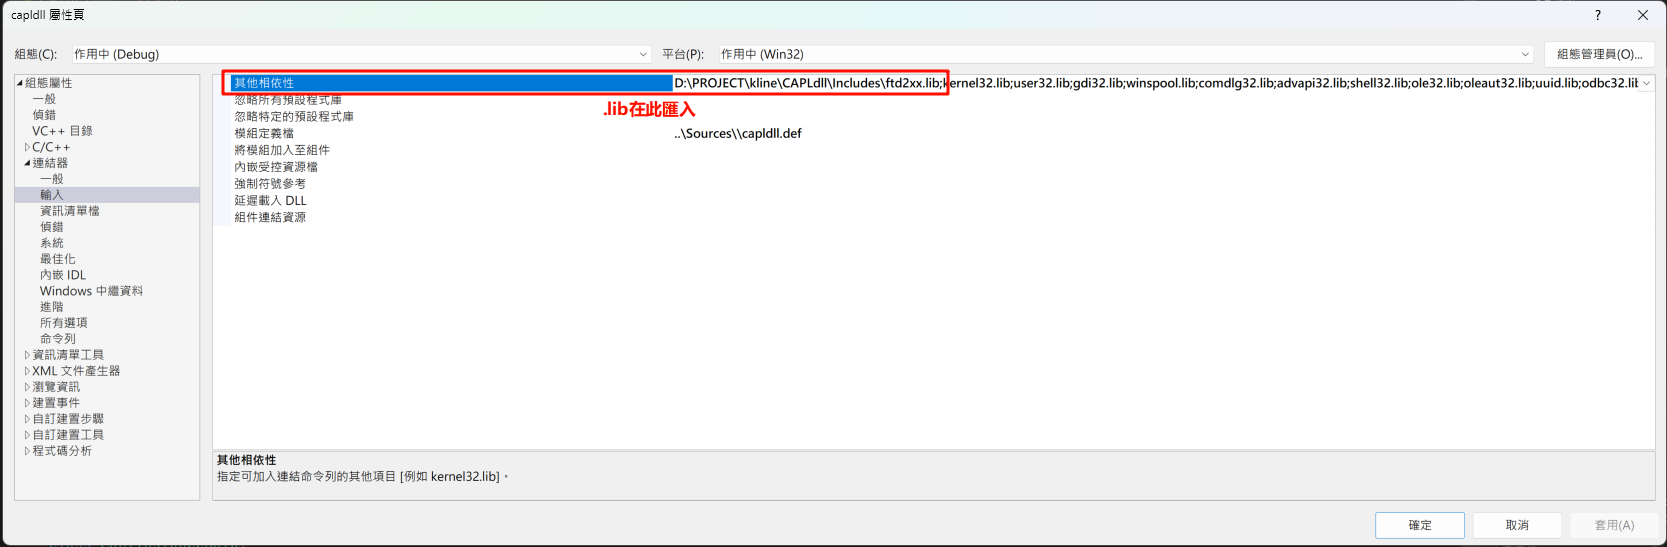 capldll 屬性頁
?
組態(C): 作用中 (Debug) 平台(P): 作用中 (Win32) 組態管理員(O)...
組態屬性
一般
偵錯
VC++ 目錄
C/C++
連結器
一般
輸入
資訊清單檔
偵錯
系統
最佳化
內嵌 IDL
Windows 中繼資料
進階
所有選項
命令列
資訊清單工具
XML 文件產生器
瀏覽資訊
建置事件
自訂建置步驟
自訂建置工具
程式碼分析
其他相依性 D:\PROJECT\kline\CAPLdll\Includes\ftd2xx.lib;kernel32.lib;user32.lib;gdi32.lib;winspool.lib;comdlg32.lib;advapi32.lib;shell32.lib;ole32.lib;oleaut32.lib;uuid.lib;odbc32.lib
忽略所有預設程式庫
.lib在此匯入
忽略特定的預設程式庫
模組定義檔 ..\Sources\\capldll.def
將模組加入至組件
內嵌受控資源檔
強制符號參考
延遲載入 DLL
組件連結資源
其他相依性
指定可加入連結命令列的其他項目 [例如 kernel32.lib]。
確定 取消 套用(A)